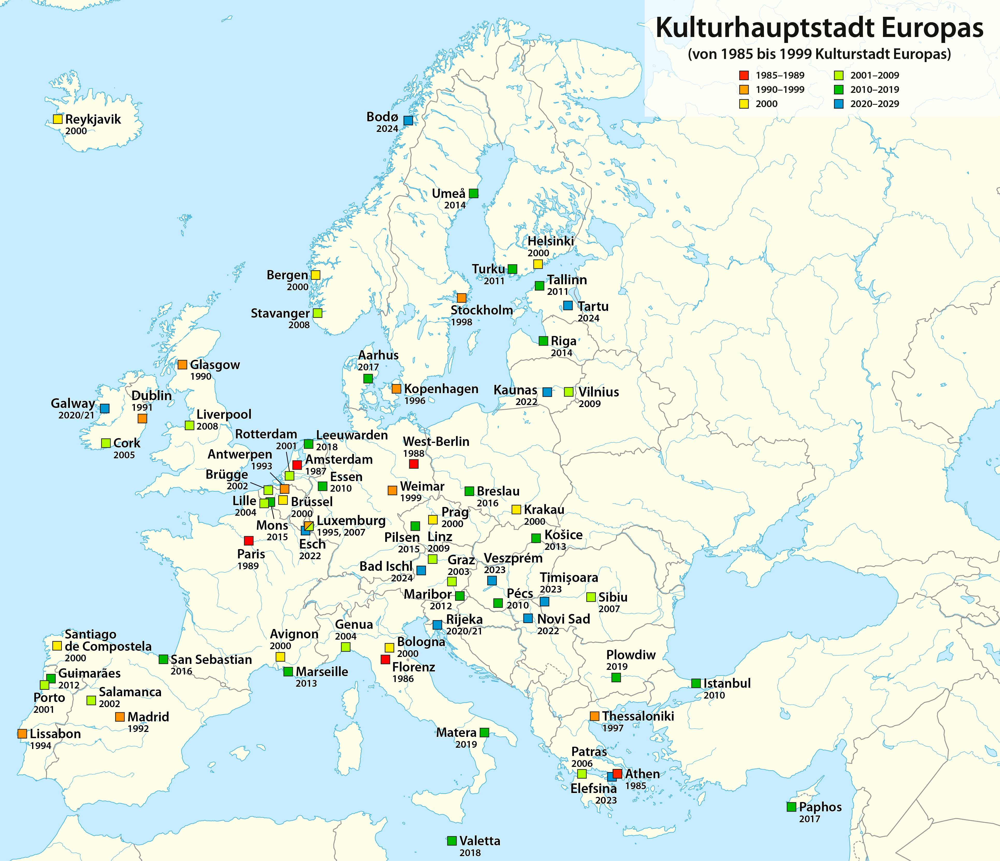 Kulturhauptstadt Europas
(von 1985 bis 1999 Kulturstadt Europas)
1985–1989
2001–2009
1990–1999
2010–2019
2000
2020–2029
Reykjavik
2000
Bodø
2024
Umeå
2014
Helsinki
2000
Turku
2011
Bergen
2000
Tallinn
2011
Stockholm
1998
Tartu
2024
Stavanger
2008
Riga
2014
Aarhus
2017
Glasgow
1990
Kopenhagen
1996
Kaunas
2022
Vilnius
2009
Dublin
1991
Galway
2020/21
Liverpool
2008
Cork
2005
Rotterdam
2001
Leeuwarden
2018
West-Berlin
1988
Antwerpen
1993
Amsterdam
1987
Brügge
2002
Essen
2010
Weimar
1999
Breslau
2016
Lille
2004
Brüssel
2000
Krakau
2000
Prag
2000
Mons
2015
Luxemburg
1995, 2007
Pilsen
2015
Linz
2009
Košice
2013
Esch
2022
Paris
1989
Graz
2003
Veszprém
2023
Bad Ischl
2024
Timișoara
2023
Maribor
2012
Pécs
2010
Sibiu
2007
Rijeka
2020/21
Novi Sad
2022
Genua
2004
Avignon
2000
Bologna
2000
Santiago
de Compostela
2000
San Sebastian
2016
Florenz
1986
Marseille
2013
Plowdiw
2019
Guimarães
2012
Istanbul
2010
Porto
2001
Salamanca
2002
Madrid
1992
Thessaloniki
1997
Lissabon
1994
Matera
2019
Patras
2006
Athen
1985
Elefsina
2023
Paphos
2017
Valetta
2018